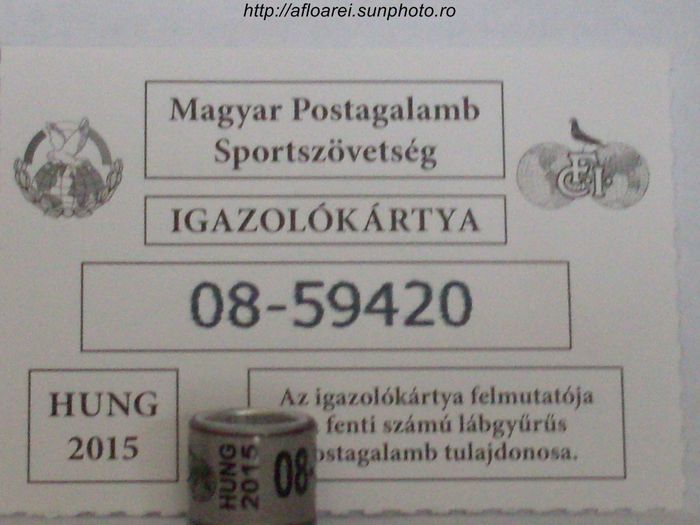 http://afloarei.sunphoto.ro
Magyar Postagalamb
Sportszövetség
IGAZOLÓKÁRTYA
08-59420
HUNG
2015
Az igazolókártya felmutatója
fenti számú lábgyűrűs
ostagalamb tulajdonosa.
HUNG
2015
08-